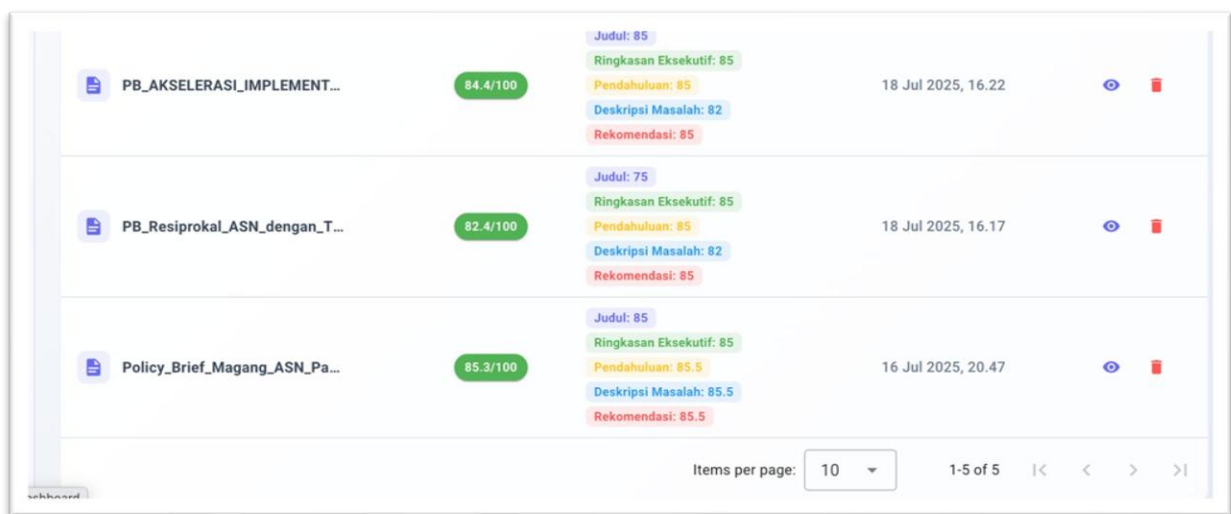 Judul: 85
Ringkasan Eksekutif: 85
PB_AKSELERASI_IMPLEMENT...
84.4/100
Pendahuluan: 85
18 Jul 2025, 16.22
Deskripsi Masalah: 82
Rekomendasi: 85
Judul: 75
Ringkasan Eksekutif: 85
PB_Resiprokal_ASN_dengan_T...
82.4/100
Pendahuluan: 85
18 Jul 2025, 16.17
Deskripsi Masalah: 82
Rekomendasi: 85
Judul: 85
Ringkasan Eksekutif: 85
Policy_Brief_Magang_ASN_Pa...
85.3/100
Pendahuluan: 85.5
16 Jul 2025, 20.47
Deskripsi Masalah: 85.5
Rekomendasi: 85.5
Items per page: 10 1-5 of 5